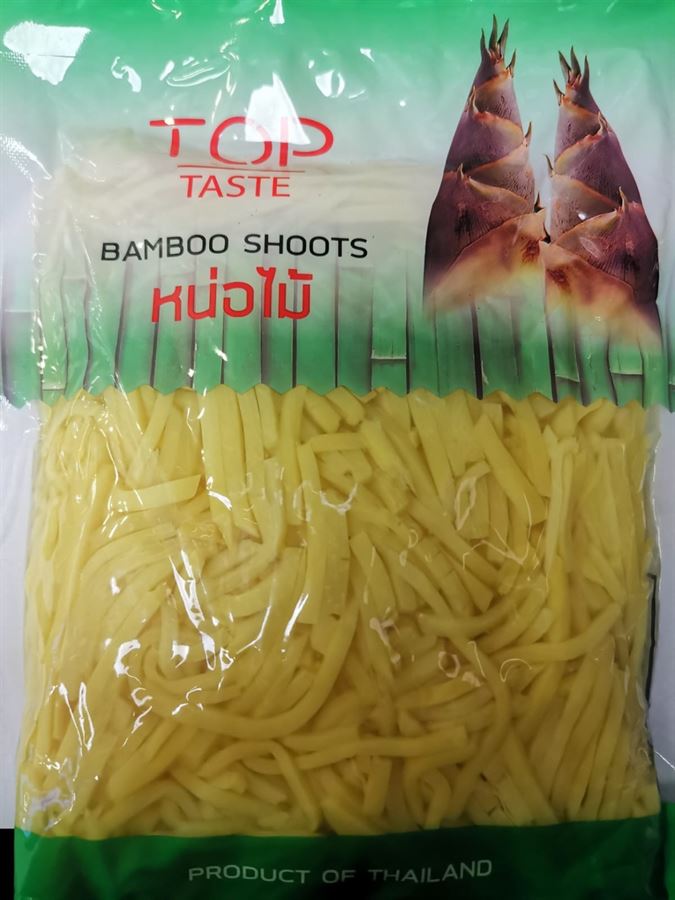 TOP
TASTE
BAMBOO SHOOTS
หน่อไม้
PRODUCT OF THAILAND